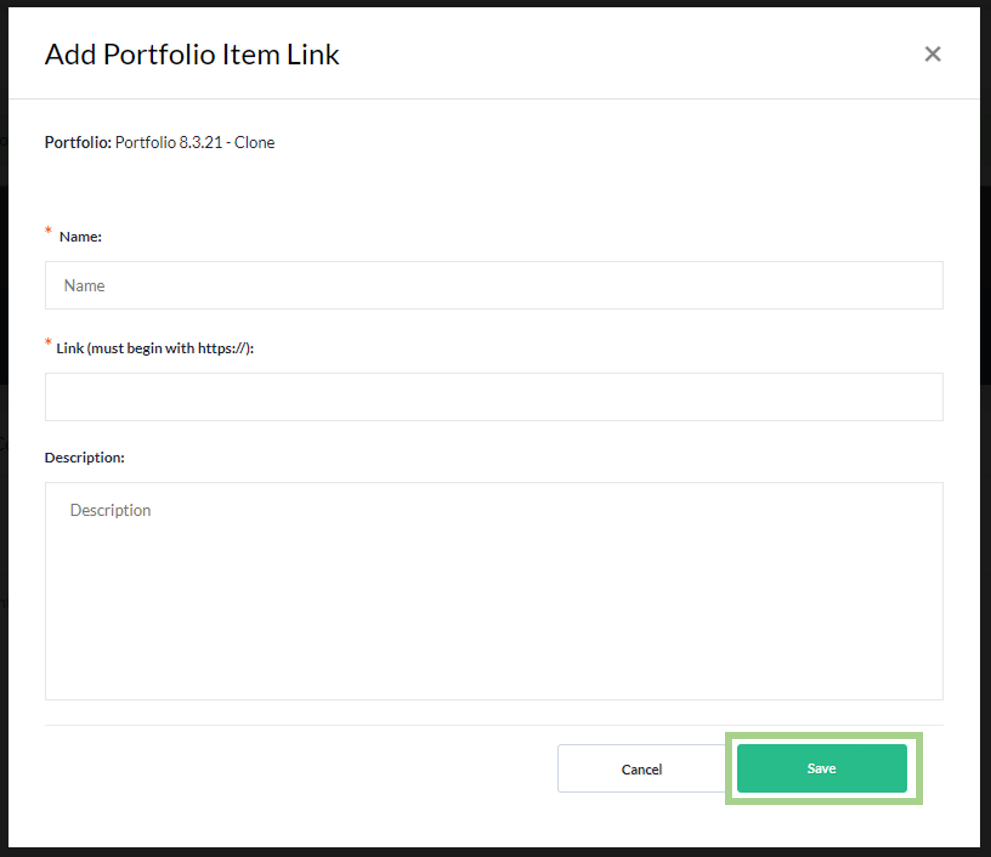 Add Portfolio Item Link
Portfolio: Portfolio 8.3.21 - Clone
* Name:
Name
* Link (must begin with https://):
Description:
Description
Cancel
Save